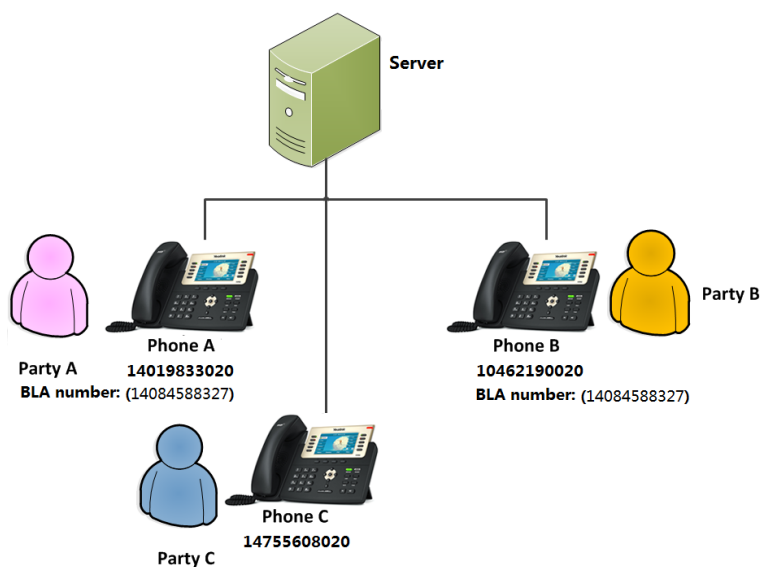 Server
Party B
Phone A
Phone B
Party A
14019833020
10462190020
BLA number: (14084588327)
BLA number: (14084588327)
Phone C
14755608020
Party C